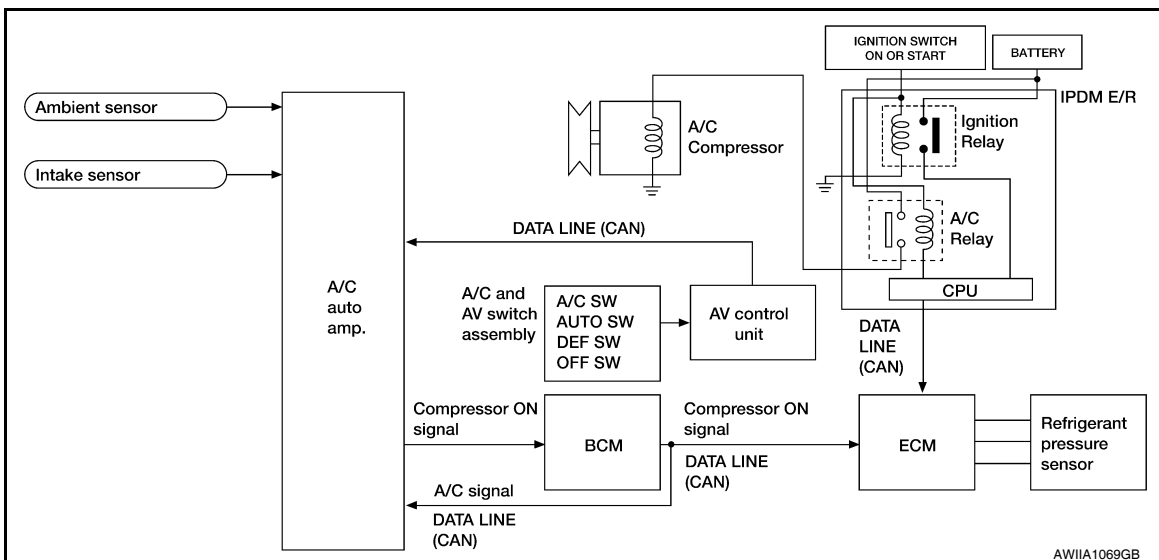 IGNITION SWITCH
ON OR START
BATTERY
IPDM E/R
Ambient sensor
Intake sensor
A/C
Compressor
Ignition
Relay
A/C
Relay
CPU
DATA LINE (CAN)
A/C
auto
amp.
A/C and
AV switch
assembly
A/C SW
AUTO SW
DEF SW
OFF SW
AV control
unit
DATA
LINE
(CAN)
Compressor ON
signal
BCM
Compressor ON
signal
DATA LINE
(CAN)
ECM
Refrigerant
pressure
sensor
A/C signal
DATA LINE
(CAN)
AWIIA1069GB